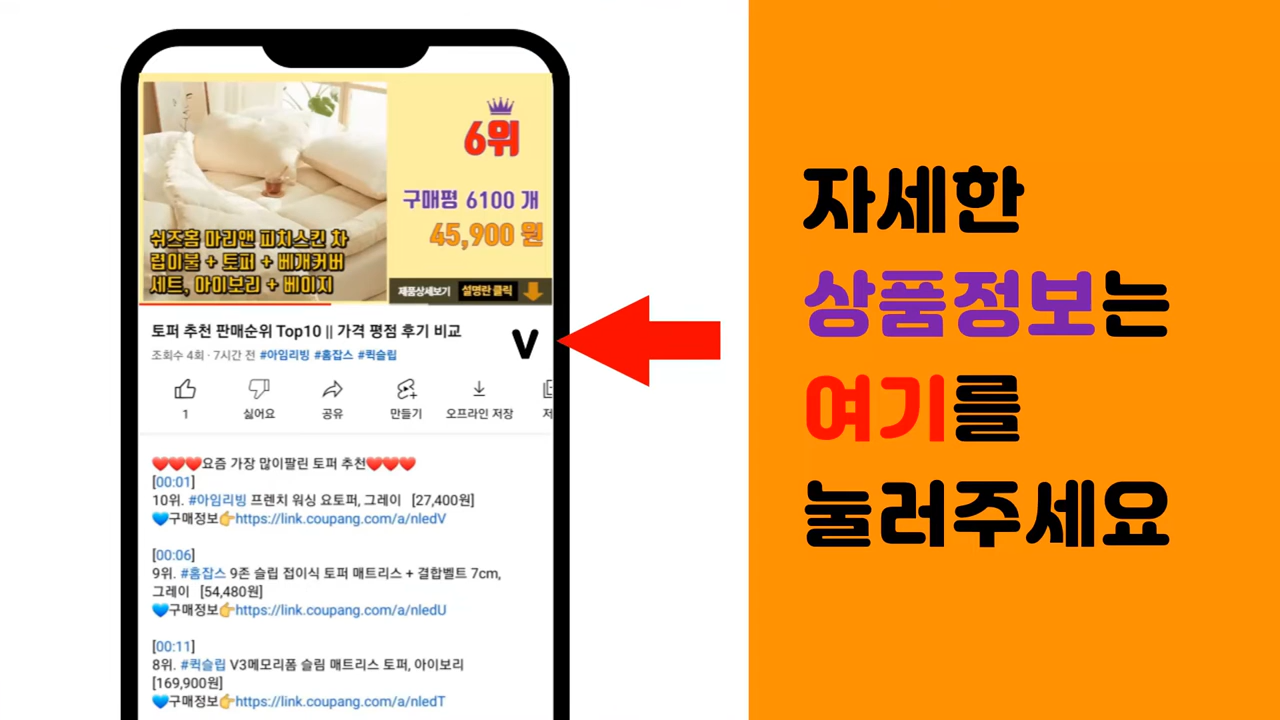 6위
구매평 6100 개
45,900 원
쉬즈홈 마리앤 피치스킨 차
렵이불 + 토퍼 + 베개커버
세트, 아이보리 + 베이지
제품상세보기 설명란 클릭
토퍼 추천 판매순위 Top10 || 가격 평점 후기 비교
V
조회수 4회 · 7시간 전 #아임리빙 #홈잡스 #퀵슬립
1 싫어요 공유 만들기 오프라인 저장 저
❤❤❤요즘 가장 많이팔린 토퍼 추천❤❤❤
[00:01]
10위. #아임리빙 프렌치 워싱 요토퍼, 그레이 [27,400원]
💙구매정보👉https://link.coupang.com/a/nledV
[00:06]
9위. #홈잡스 9존 슬립 접이식 토퍼 매트리스 + 결합벨트 7cm,
그레이 [54,480원]
💙구매정보👉https://link.coupang.com/a/nledU
[00:11]
8위. #퀵슬립 V3메모리폼 슬림 매트리스 토퍼, 아이보리
[169,900원]
💙구매정보👉https://link.coupang.com/a/nledT
자세한
상품정보는
여기를
눌러주세요